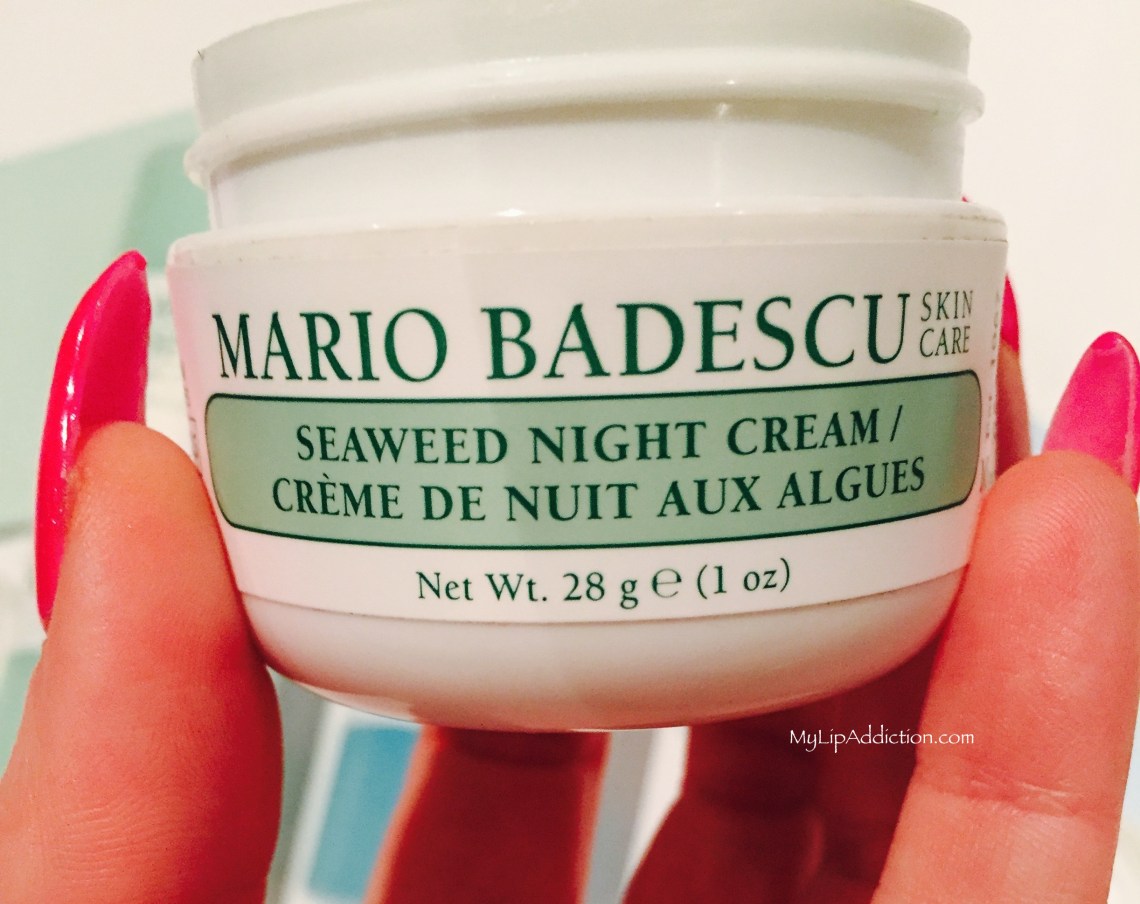 MARIO BADESCU SKIN CARE
SEAWEED NIGHT CREAM /
CRÈME DE NUIT AUX ALGUES
Net Wt. 28 g ℮ (1 oz)
MyLipAddiction.com